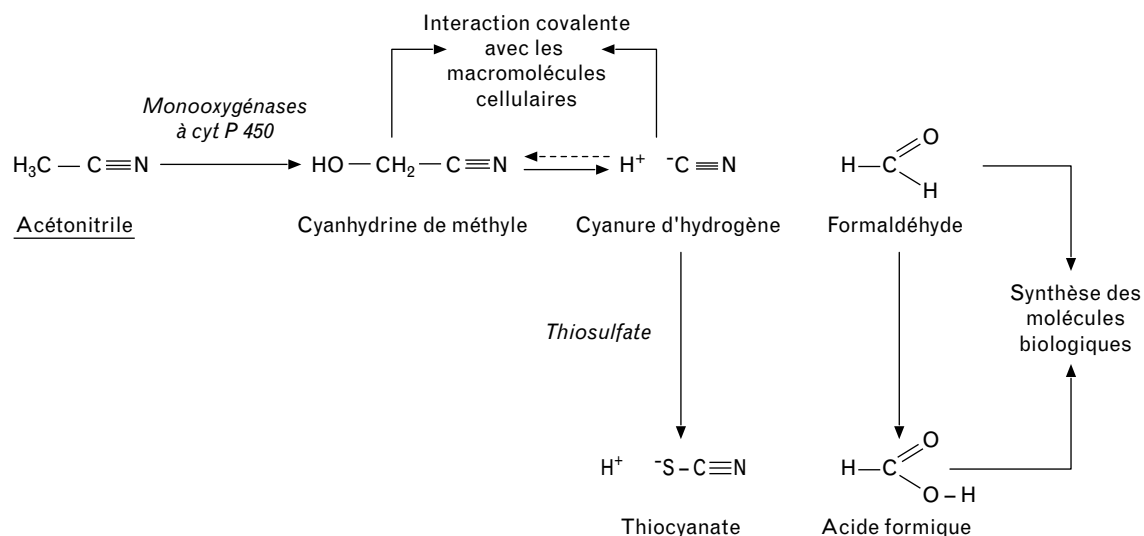 Interaction covalente
avec les
macromolécules
cellulaires
Monooxygénases
à cyt P 450
H₃C — C≡N
HO — CH₂ — C≡N
H⁺ ⁻C≡N
H—C
O
H
Acétonitrile
Cyanhydrine de méthyle
Cyanure d'hydrogène
Formaldéhyde
Thiosulfate
Synthèse des
molécules
biologiques
H⁺ ⁻S–C≡N
H—C
O
O–H
Thiocyanate
Acide formique